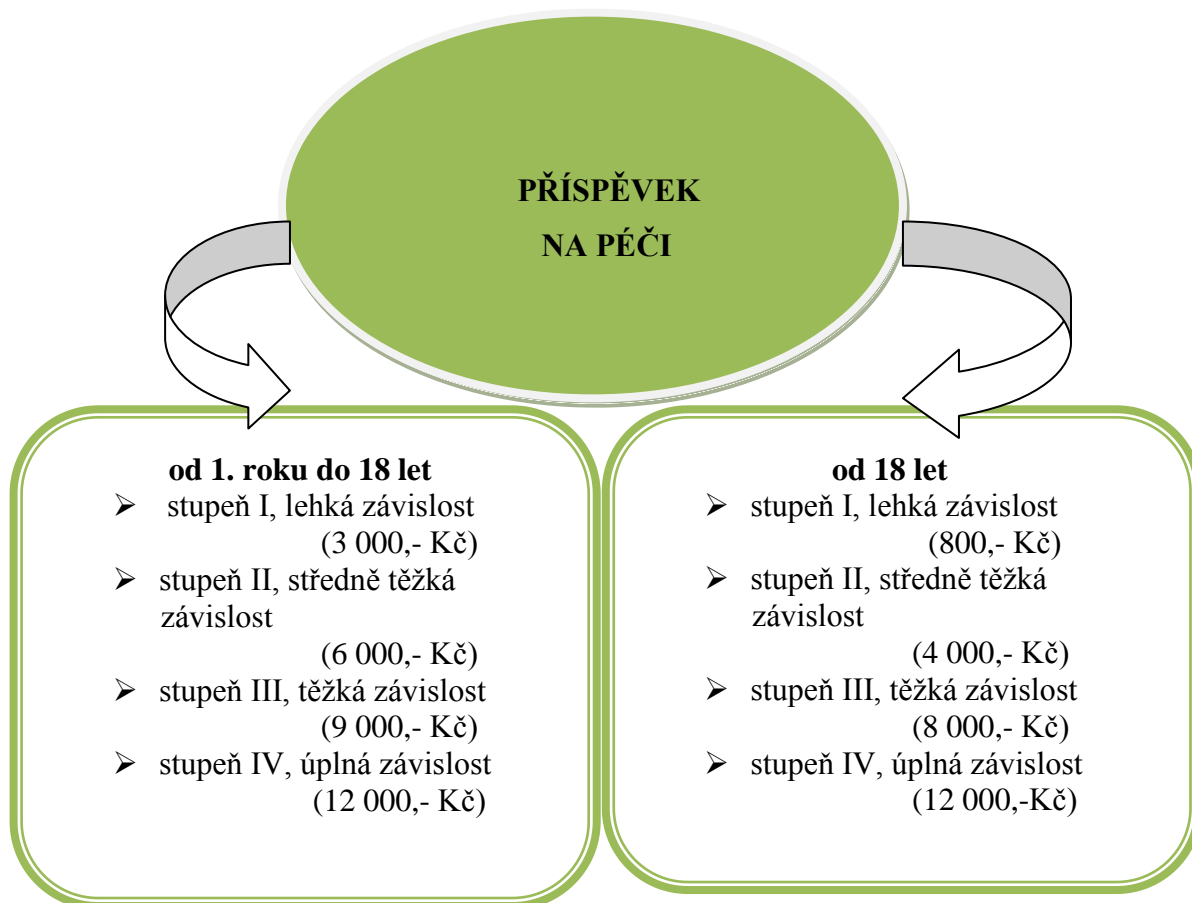 PŘÍSPĚVEK
NA PÉČI
od 1. roku do 18 let
➢ stupeň I, lehká závislost
(3 000,- Kč)
➢ stupeň II, středně těžká
závislost
(6 000,- Kč)
➢ stupeň III, těžká závislost
(9 000,- Kč)
➢ stupeň IV, úplná závislost
(12 000,- Kč)
od 18 let
➢ stupeň I, lehká závislost
(800,- Kč)
➢ stupeň II, středně těžká
závislost
(4 000,- Kč)
➢ stupeň III, těžká závislost
(8 000,- Kč)
➢ stupeň IV, úplná závislost
(12 000,-Kč)